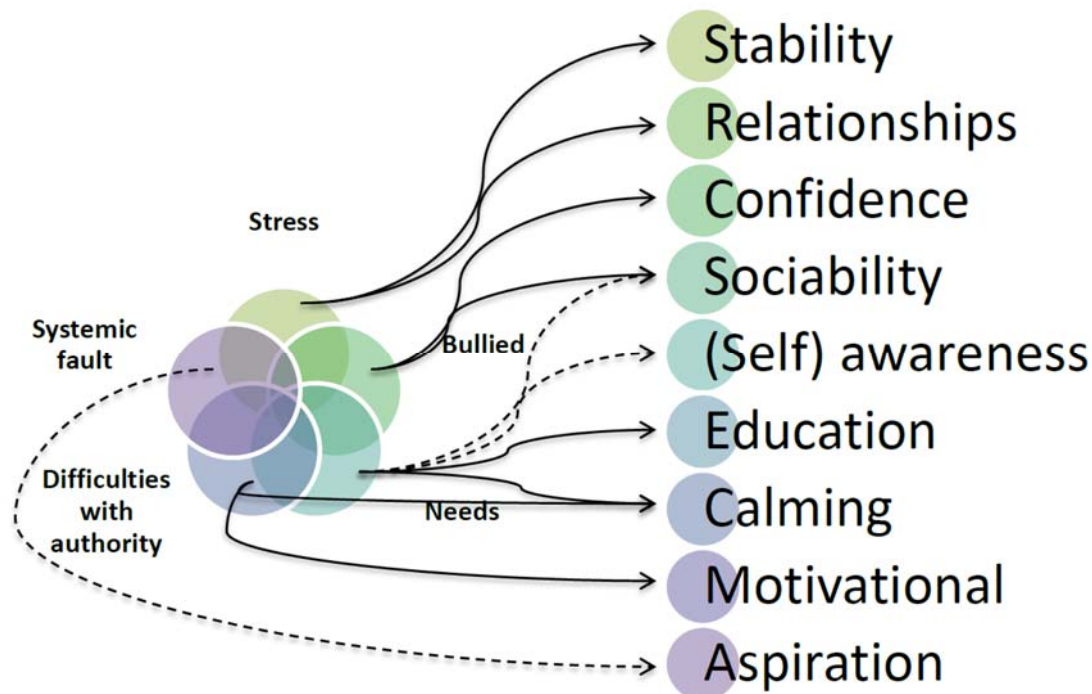 Stability
Relationships
Confidence
Sociability
(Self) awareness
Education
Calming
Motivational
Aspiration
Stress
Systemic
fault
Bullied
Difficulties
with
authority
Needs